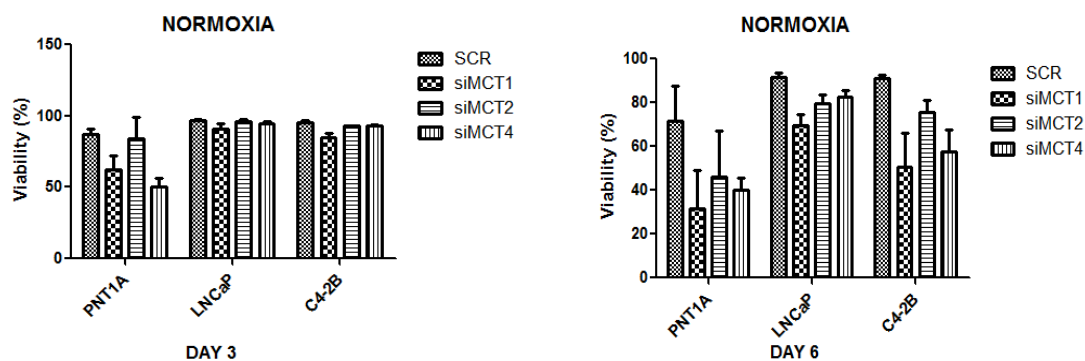 NORMOXIA
Viability (%)
150
100
50
0
PNT1A
LNCaP
C4-2B
DAY 3
SCR
siMCT1
siMCT2
siMCT4
NORMOXIA
Viability (%)
100
80
60
40
20
0
PNT1A
LNCaP
C4-2B
DAY 6
SCR
siMCT1
siMCT2
siMCT4